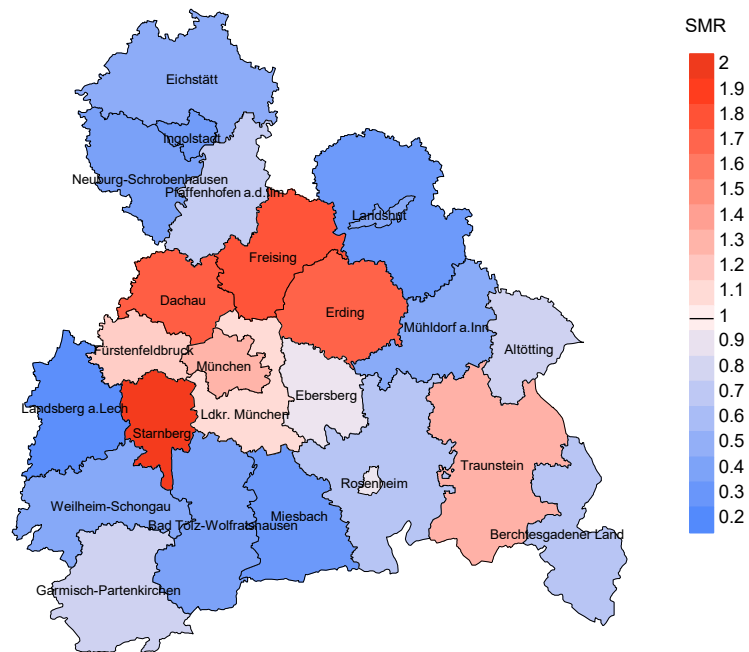 SMR
2
1.9
1.8
1.7
1.6
1.5
1.4
1.3
1.2
1.1
1
0.9
0.8
0.7
0.6
0.5
0.4
0.3
0.2
Eichstätt
Ingolstadt
Neuburg-Schrobenhausen
Pfaffenhofen a.d.Ilm
Landshut
Freising
Dachau
Erding
Mühldorf a.Inn
Altötting
Fürstenfeldbruck
München
Ebersberg
Landsberg a.Lech
Ldkr. München
Starnberg
Traunstein
Rosenheim
Weilheim-Schongau
Miesbach
Bad Tölz-Wolfratshausen
Berchtesgadener Land
Garmisch-Partenkirchen